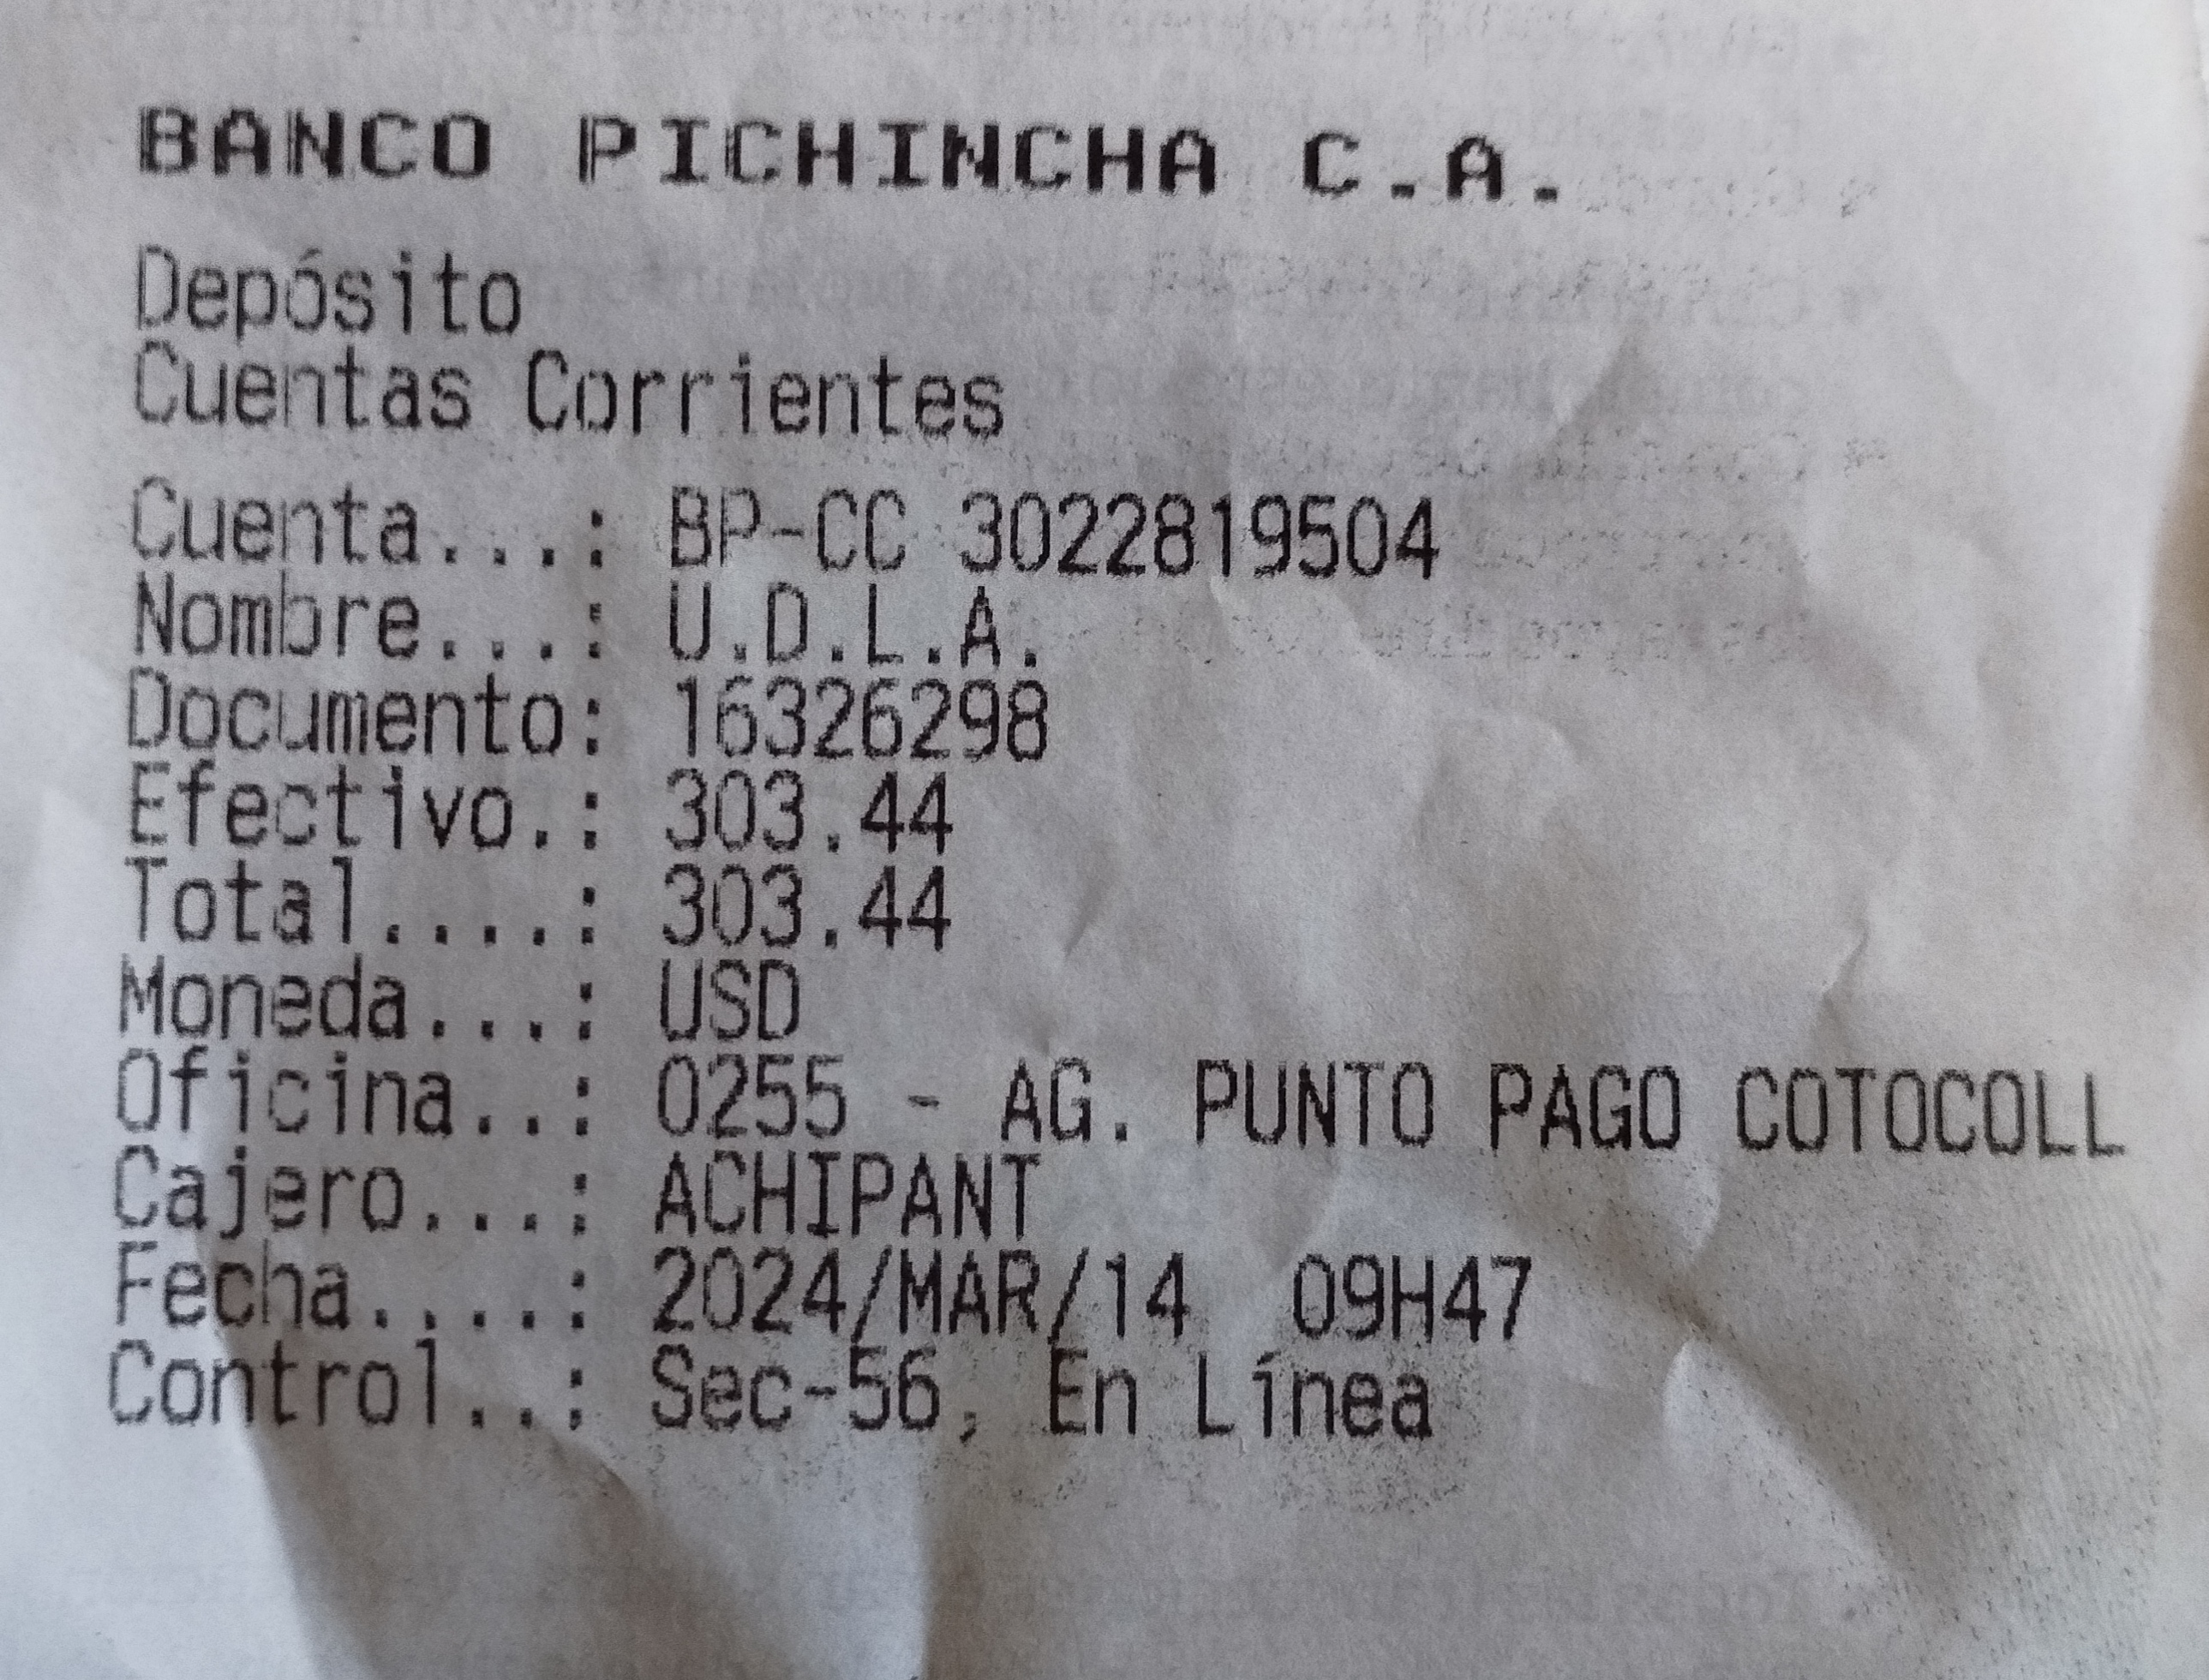 BANCO PICHINCHA C.A.
Depósito
Cuentas Corrientes
Cuenta...: BP-CC 3022819504
Nombre...: U.D.L.A.
Documento: 16326298
Efectivo.: 303.44
Total....: 303.44
Moneda...: USD
Oficina..: 0255 - AG. PUNTO PAGO COTOCOLL
Cajero...: ACHIPANT
Fecha....: 2024/MAR/14  09H47
Control..: Sec-56, En Línea